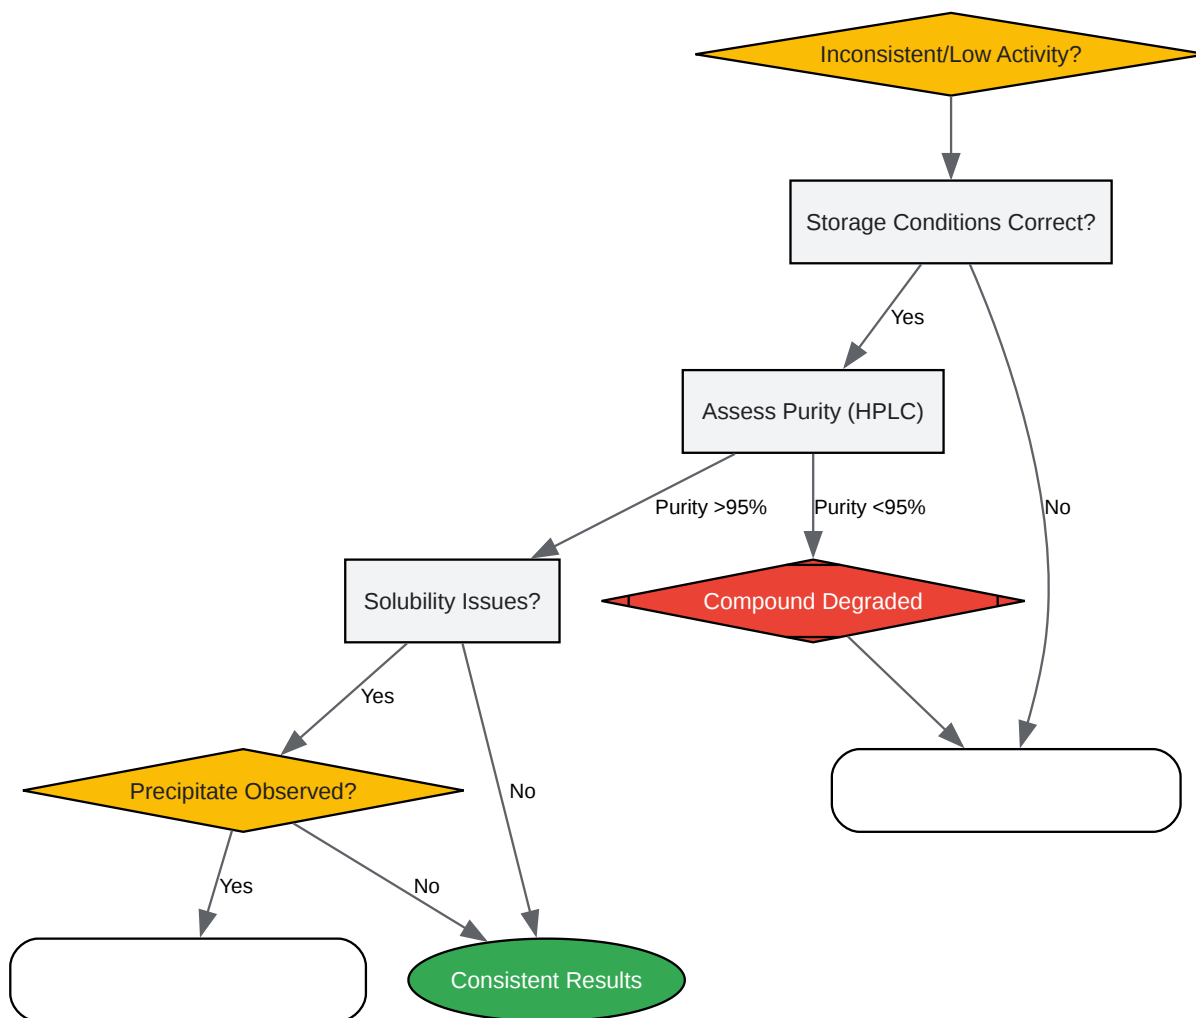 Inconsistent/Low Activity?
Storage Conditions Correct?
Yes
Assess Purity (HPLC)
Purity >95%
Purity <95%
No
Solubility Issues?
Compound Degraded
Yes
Precipitate Observed?
No
Yes
No
Consistent Results